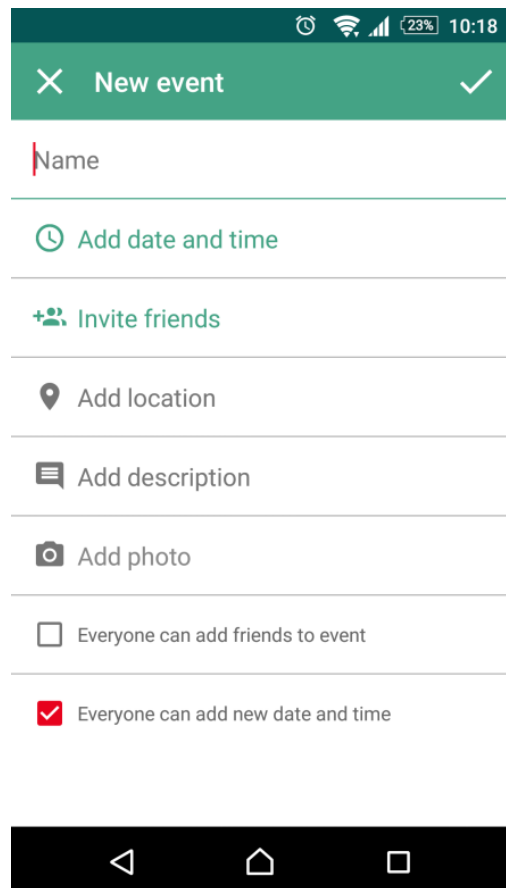 23% 10:18
New event
Name
Add date and time
Invite friends
Add location
Add description
Add photo
Everyone can add friends to event
Everyone can add new date and time